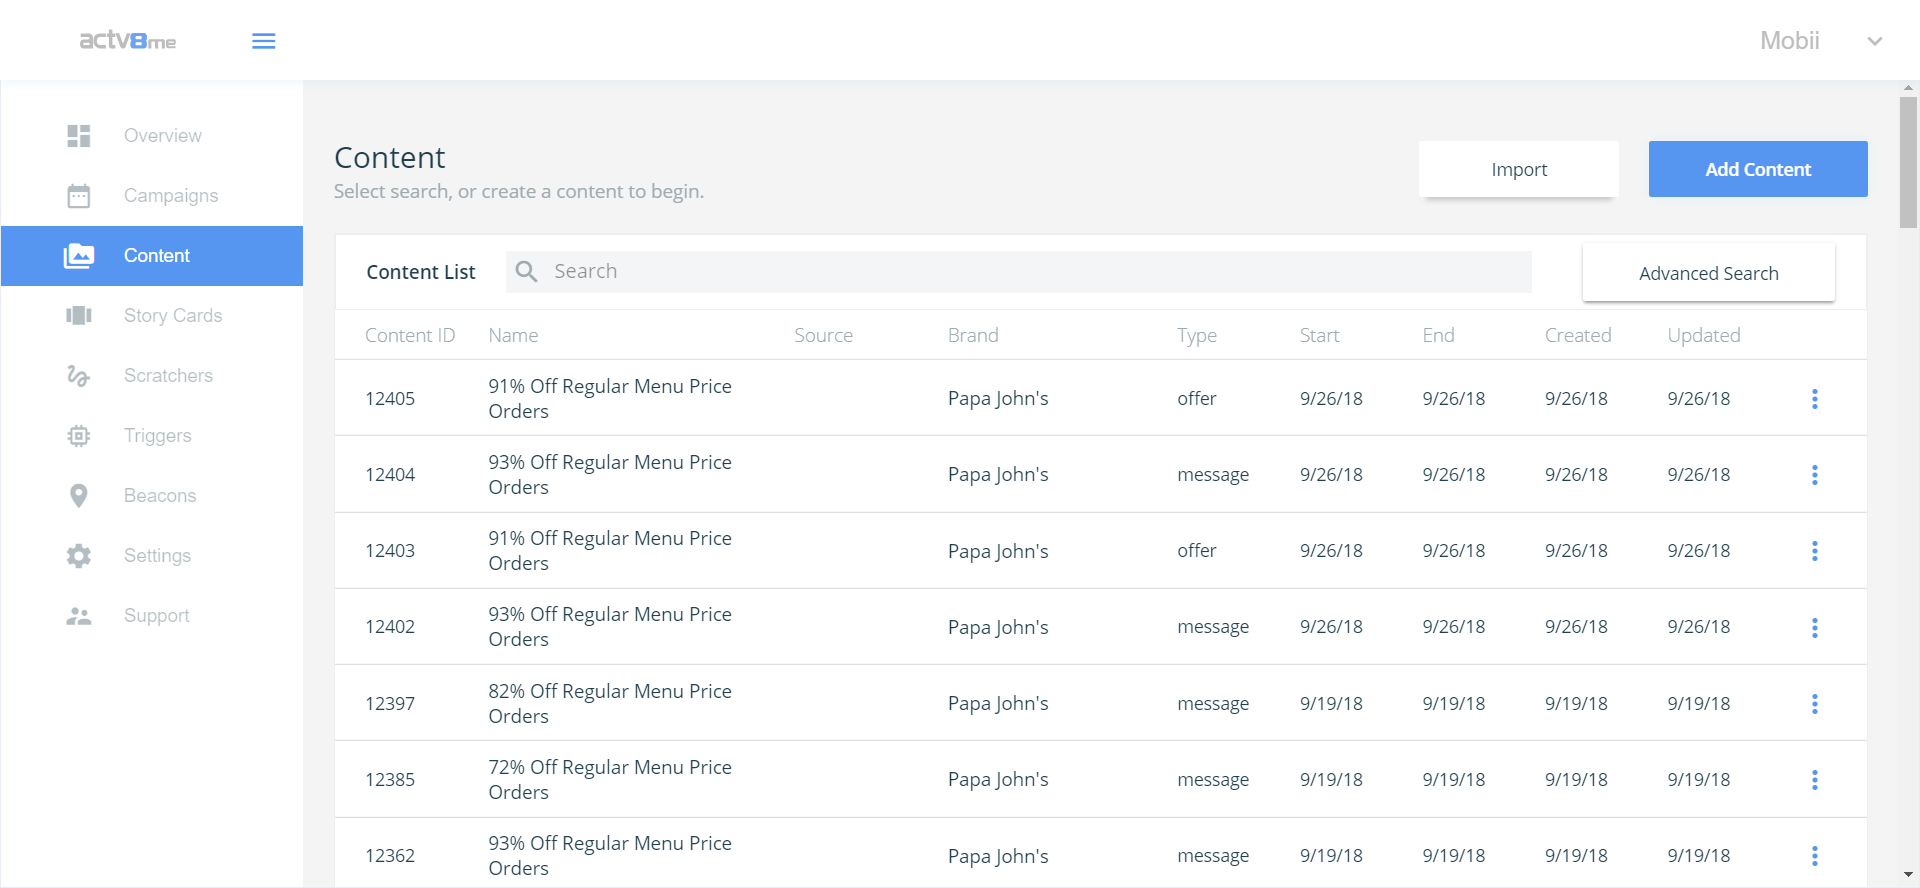 actv8me
Mobii
Overview
Campaigns
Content
Story Cards
Scratchers
Triggers
Beacons
Settings
Support
Content
Select search, or create a content to begin.
Import
Add Content
Content List
Search
Advanced Search
Content ID Name Source Brand Type Start End Created Updated
12405 91% Off Regular Menu Price Papa John's offer 9/26/18 9/26/18 9/26/18 9/26/18
Orders
12404 93% Off Regular Menu Price Papa John's message 9/26/18 9/26/18 9/26/18 9/26/18
Orders
12403 91% Off Regular Menu Price Papa John's offer 9/26/18 9/26/18 9/26/18 9/26/18
Orders
12402 93% Off Regular Menu Price Papa John's message 9/26/18 9/26/18 9/26/18 9/26/18
Orders
12397 82% Off Regular Menu Price Papa John's message 9/19/18 9/19/18 9/19/18 9/19/18
Orders
12385 72% Off Regular Menu Price Papa John's message 9/19/18 9/19/18 9/19/18 9/19/18
Orders
12362 93% Off Regular Menu Price Papa John's message 9/19/18 9/19/18 9/19/18 9/19/18
Orders